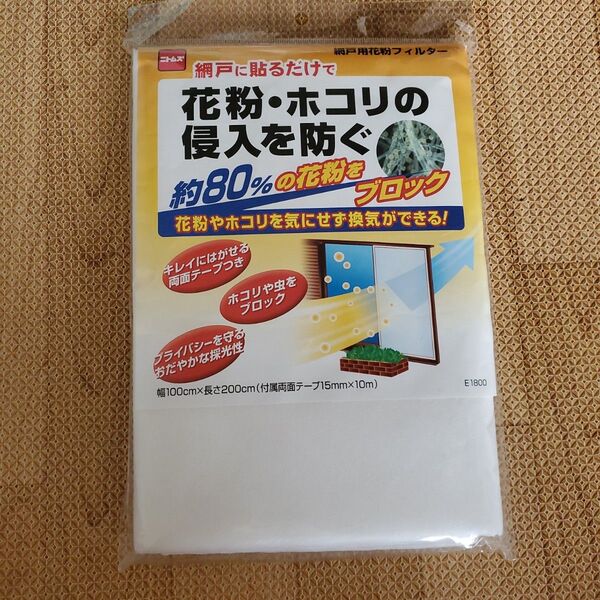 ニトムズ
網戸用花粉フィルター
網戸に貼るだけで
花粉・ホコリの
侵入を防ぐ
約80%の花粉を
ブロック
花粉やホコリを気にせず換気ができる!
キレイにはがせる
両面テープつき
ホコリや虫を
ブロック
プライバシーを守る
おだやかな採光性
幅100cm×長さ200cm(付属両面テープ15mm×10m)
E1800